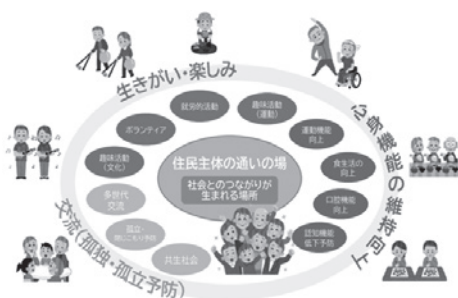 生きがい・楽しみ
就労的活動
趣味活動
(運動)
ボランティア
運動機能
向上
趣味活動
(文化)
住民主体の通いの場
社会とのつながりが
生まれる場所
食生活の
向上
多世代
交流
口腔機能
向上
孤立・
閉じこもり予防
認知機能
低下予防
共生社会
心身機能の維持向上
交流(孤独・孤立予防)